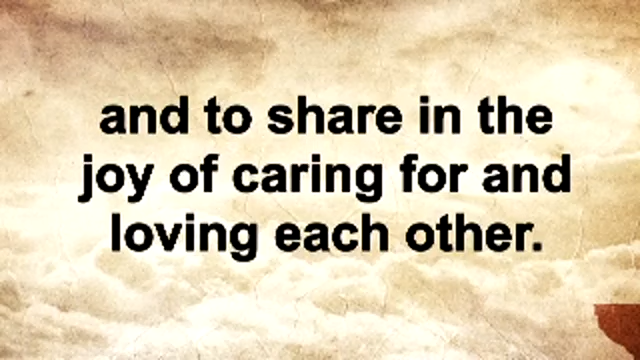 and to share in the
joy of caring for and
loving each other.